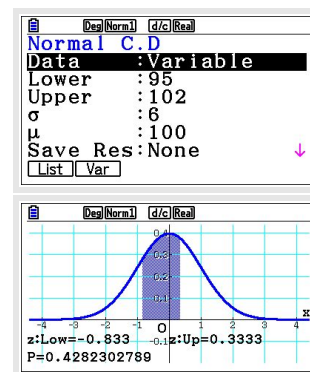 Deg Norm1 d/c Real
Normal C.D
Data :Variable
Lower :95
Upper :102
σ :6
μ :100
Save Res:None ↓
List Var
Deg Norm1 d/c Real
0.4
0.3
0.2
0.1
x
-4 -3 -2 -1 O 1 2 3 4
z:Low=-0.833 -0.1 z:Up=0.3333
P=0.4282302789